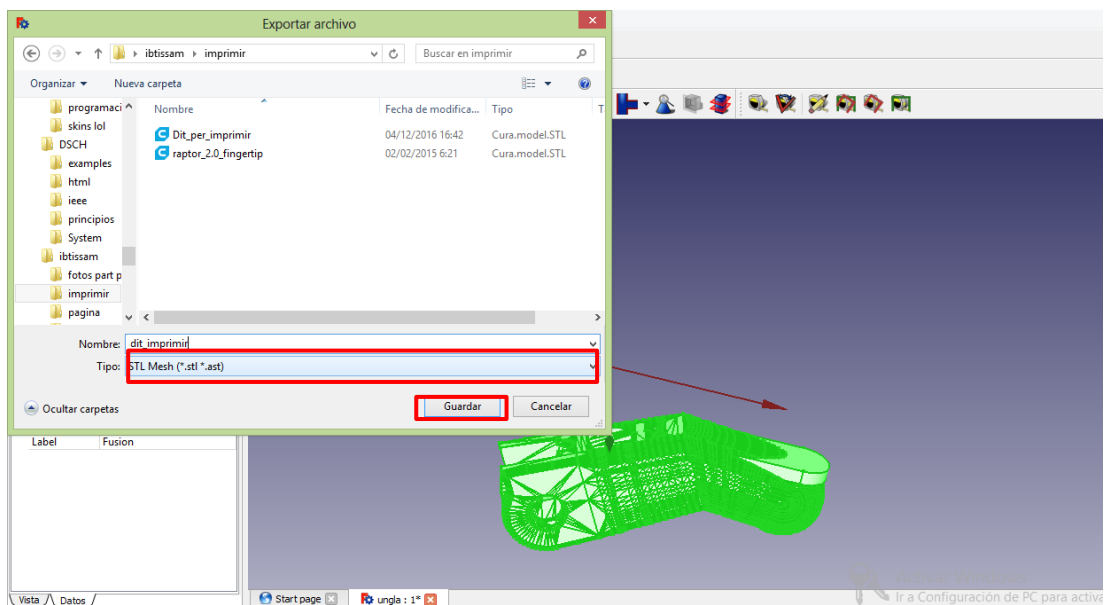 Exportar archivo
ibtissam imprimir
Buscar en imprimir
Organizar
Nueva carpeta
programaci
skins lol
DSCH
examples
html
ieee
principios
System
ibtissam
fotos part p
imprimir
pagina
Nombre Fecha de modifica... Tipo T
Dit_per_imprimir 04/12/2016 16:42 Cura.model.STL
raptor_2.0_fingertip 02/02/2015 6:21 Cura.model.STL
Nombre: dit_imprimir
Tipo: STL Mesh (*.stl *.ast)
Ocultar carpetas
Guardar
Cancelar
Label Fusion
Vista Datos
Start page
ungla : 1*
Activar Windows
Ir a Configuración de PC para activa